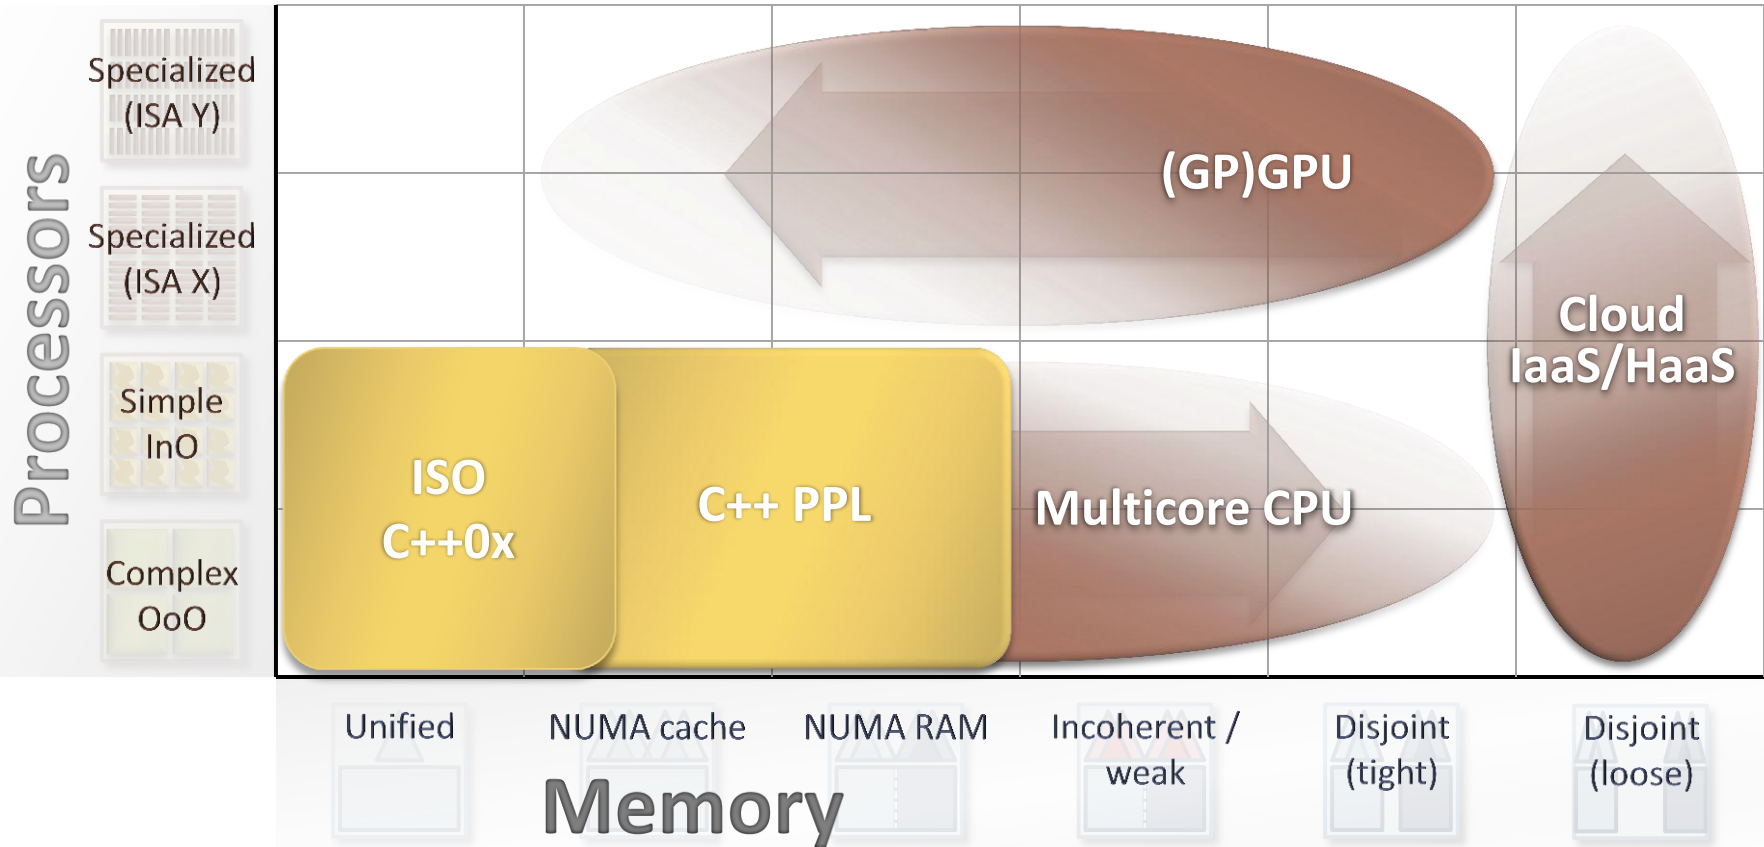 Processors
Specialized
(ISA Y)
Specialized
(ISA X)
Simple
InO
Complex
OoO
(GP)GPU
Cloud
IaaS/HaaS
ISO
C++0x
C++ PPL
Multicore CPU
Unified
NUMA cache
NUMA RAM
Incoherent /
weak
Disjoint
(tight)
Disjoint
(loose)
Memory